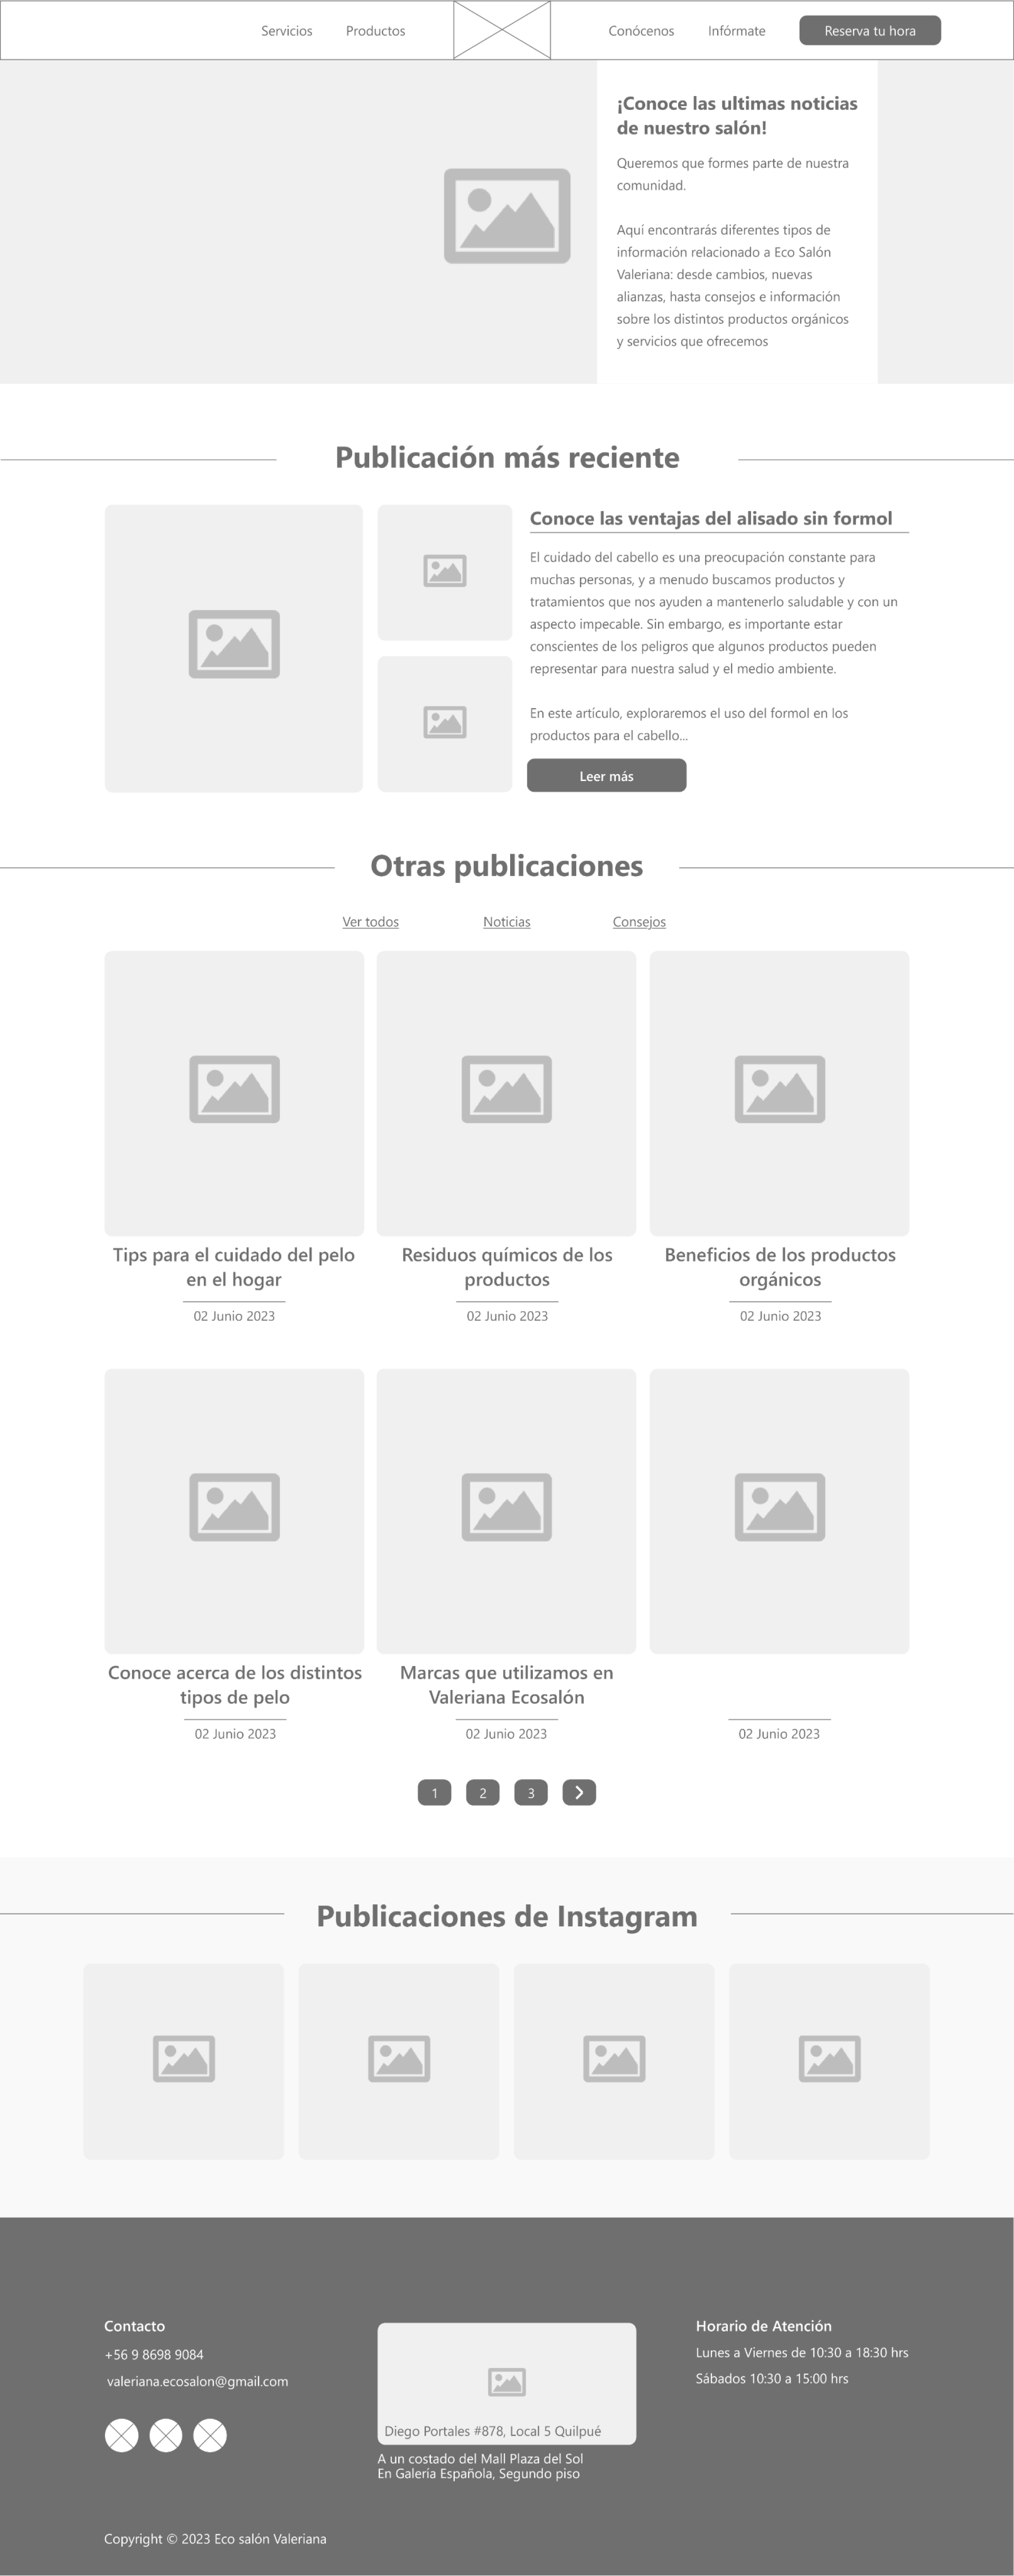 Servicios
Productos
Conócenos
Infórmate
Reserva tu hora
¡Conoce las ultimas noticias
de nuestro salón!
Queremos que formes parte de nuestra
comunidad.
Aquí encontrarás diferentes tipos de
información relacionado a Eco Salón
Valeriana: desde cambios, nuevas
alianzas, hasta consejos e información
sobre los distintos productos orgánicos
y servicios que ofrecemos
Publicación más reciente
Conoce las ventajas del alisado sin formol
El cuidado del cabello es una preocupación constante para
muchas personas, y a menudo buscamos productos y
tratamientos que nos ayuden a mantenerlo saludable y con un
aspecto impecable. Sin embargo, es importante estar
conscientes de los peligros que algunos productos pueden
representar para nuestra salud y el medio ambiente.
En este artículo, exploraremos el uso del formol en los
productos para el cabello...
Leer más
Otras publicaciones
Ver todos
Noticias
Consejos
Tips para el cuidado del pelo
en el hogar
02 Junio 2023
Residuos químicos de los
productos
02 Junio 2023
Beneficios de los productos
orgánicos
02 Junio 2023
Conoce acerca de los distintos
tipos de pelo
02 Junio 2023
Marcas que utilizamos en
Valeriana Ecosalón
02 Junio 2023
02 Junio 2023
1
2
3
Publicaciones de Instagram
Contacto
+56 9 8698 9084
valeriana.ecosalon@gmail.com
Diego Portales #878, Local 5 Quilpué
A un costado del Mall Plaza del Sol
En Galería Española, Segundo piso
Horario de Atención
Lunes a Viernes de 10:30 a 18:30 hrs
Sábados 10:30 a 15:00 hrs
Copyright © 2023 Eco salón Valeriana